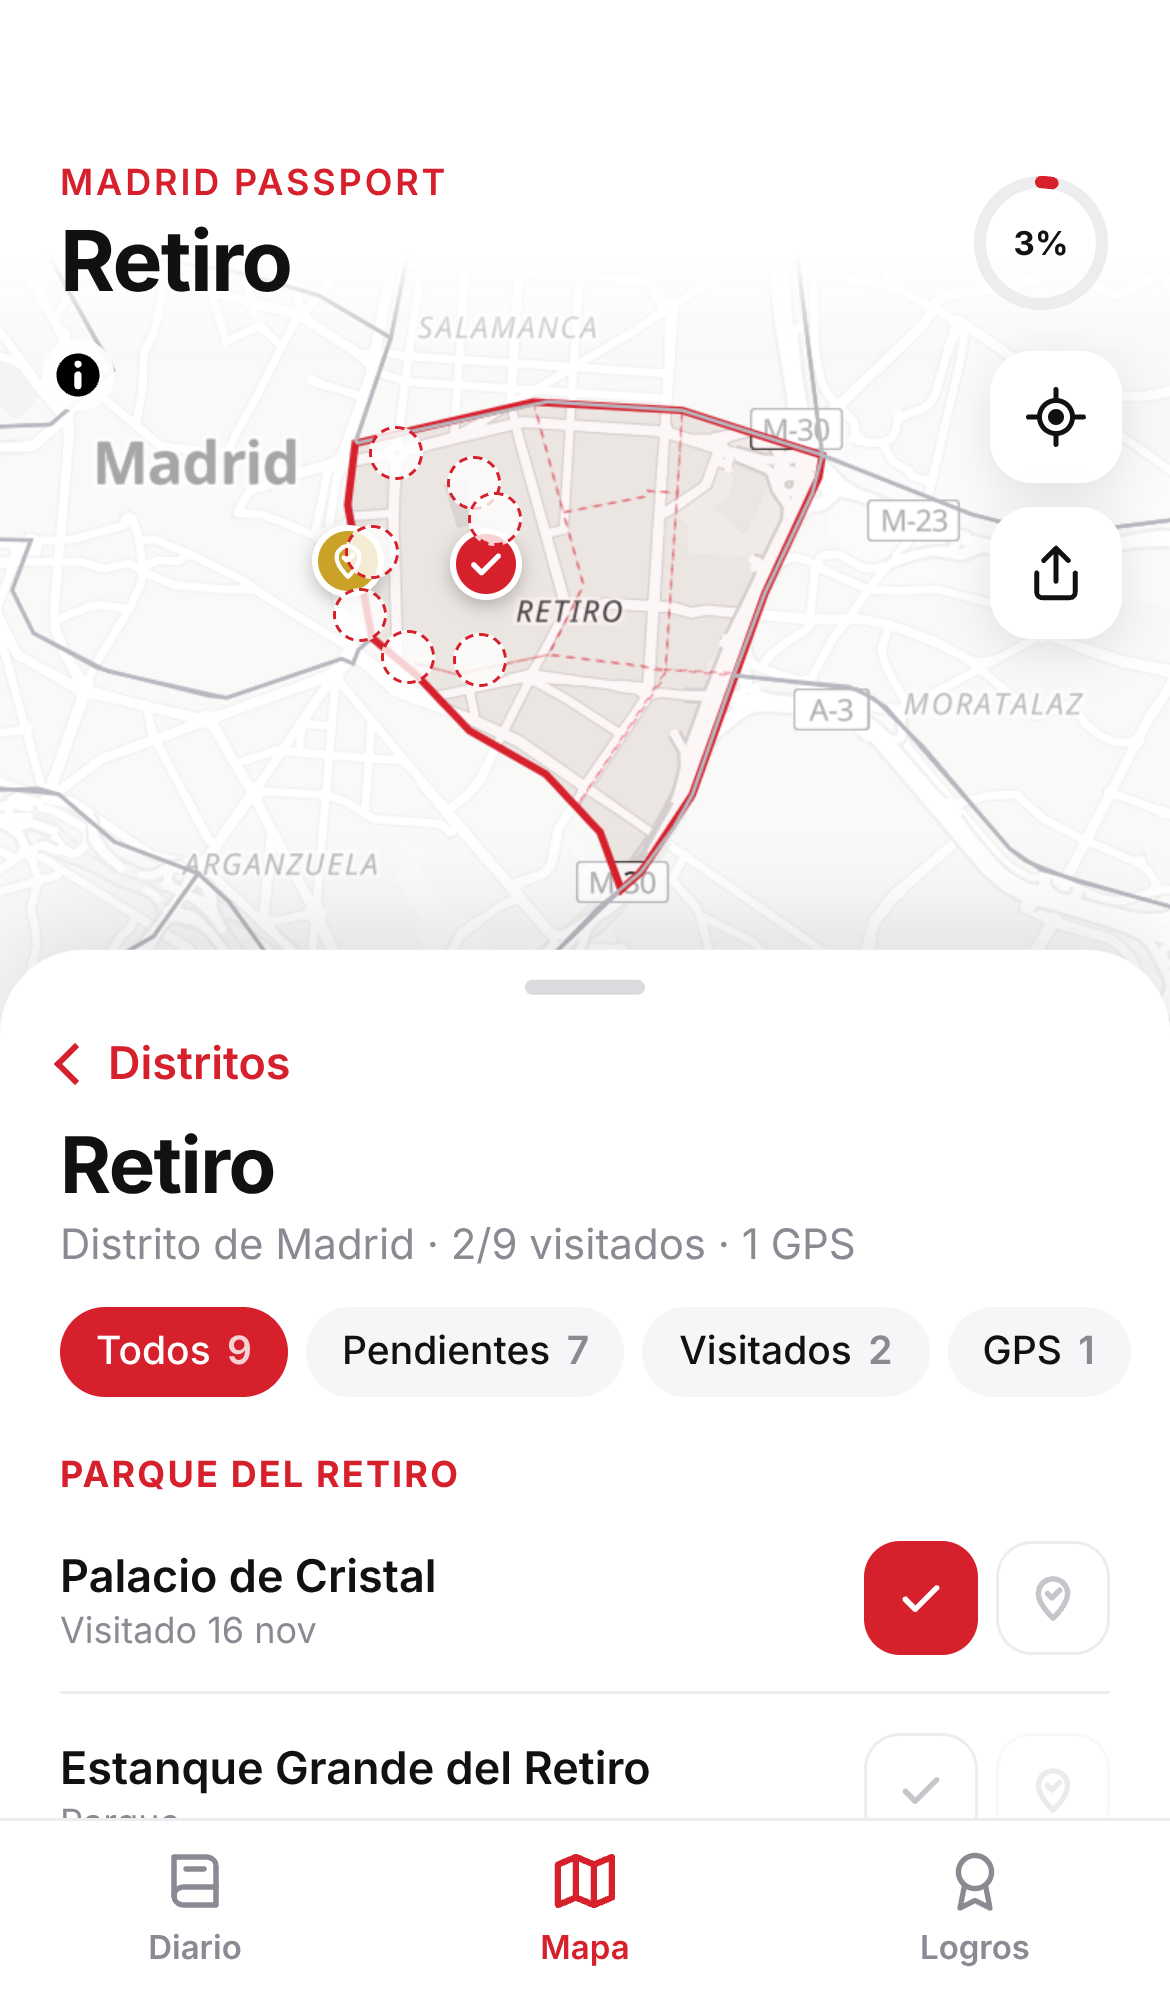 MADRID PASSPORT
Retiro
3%
SALAMANCA
Madrid
M-30
M-23
RETIRO
A-3
MORATALAZ
ARGANZUELA
M-30
Distritos
Retiro
Distrito de Madrid · 2/9 visitados · 1 GPS
Todos 9 Pendientes 7 Visitados 2 GPS 1
PARQUE DEL RETIRO
Palacio de Cristal
Visitado 16 nov
Estanque Grande del Retiro
Parque
Diario Mapa Logros